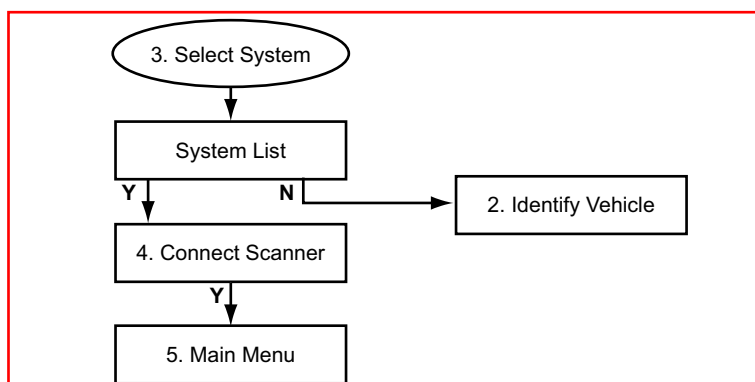 3. Select System
System List
Y
N
2. Identify Vehicle
4. Connect Scanner
Y
5. Main Menu